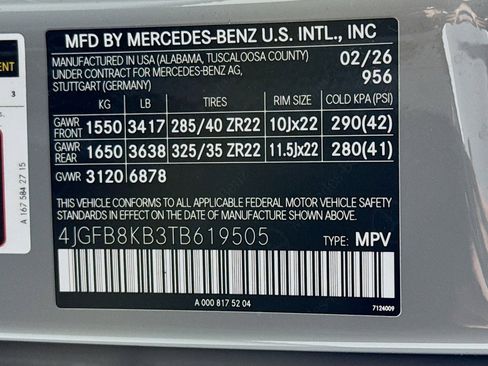 MFD BY MERCEDES-BENZ U.S. INTL., INC
MANUFACTURED IN USA (ALABAMA, TUSCALOOSA COUNTY) 02/26
UNDER CONTRACT FOR MERCEDES-BENZ AG, 956
STUTTGART (GERMANY)
KG LB TIRES RIM SIZE COLD KPA (PSI)
GAWR FRONT 1550 3417 285/40 ZR22 10Jx22 290(42)
GAWR REAR 1650 3638 325/35 ZR22 11.5Jx22 280(41)
GVWR 3120 6878
THIS VEHICLE CONFORMS TO ALL APPLICABLE FEDERAL MOTOR VEHICLE SAFETY
STANDARDS IN EFFECT ON THE DATE OF MANUFACTURE SHOWN ABOVE.
4JGFB8KB3TB619505 TYPE: MPV
A 000 817 52 04
7124009
3
A 167 584 27 15